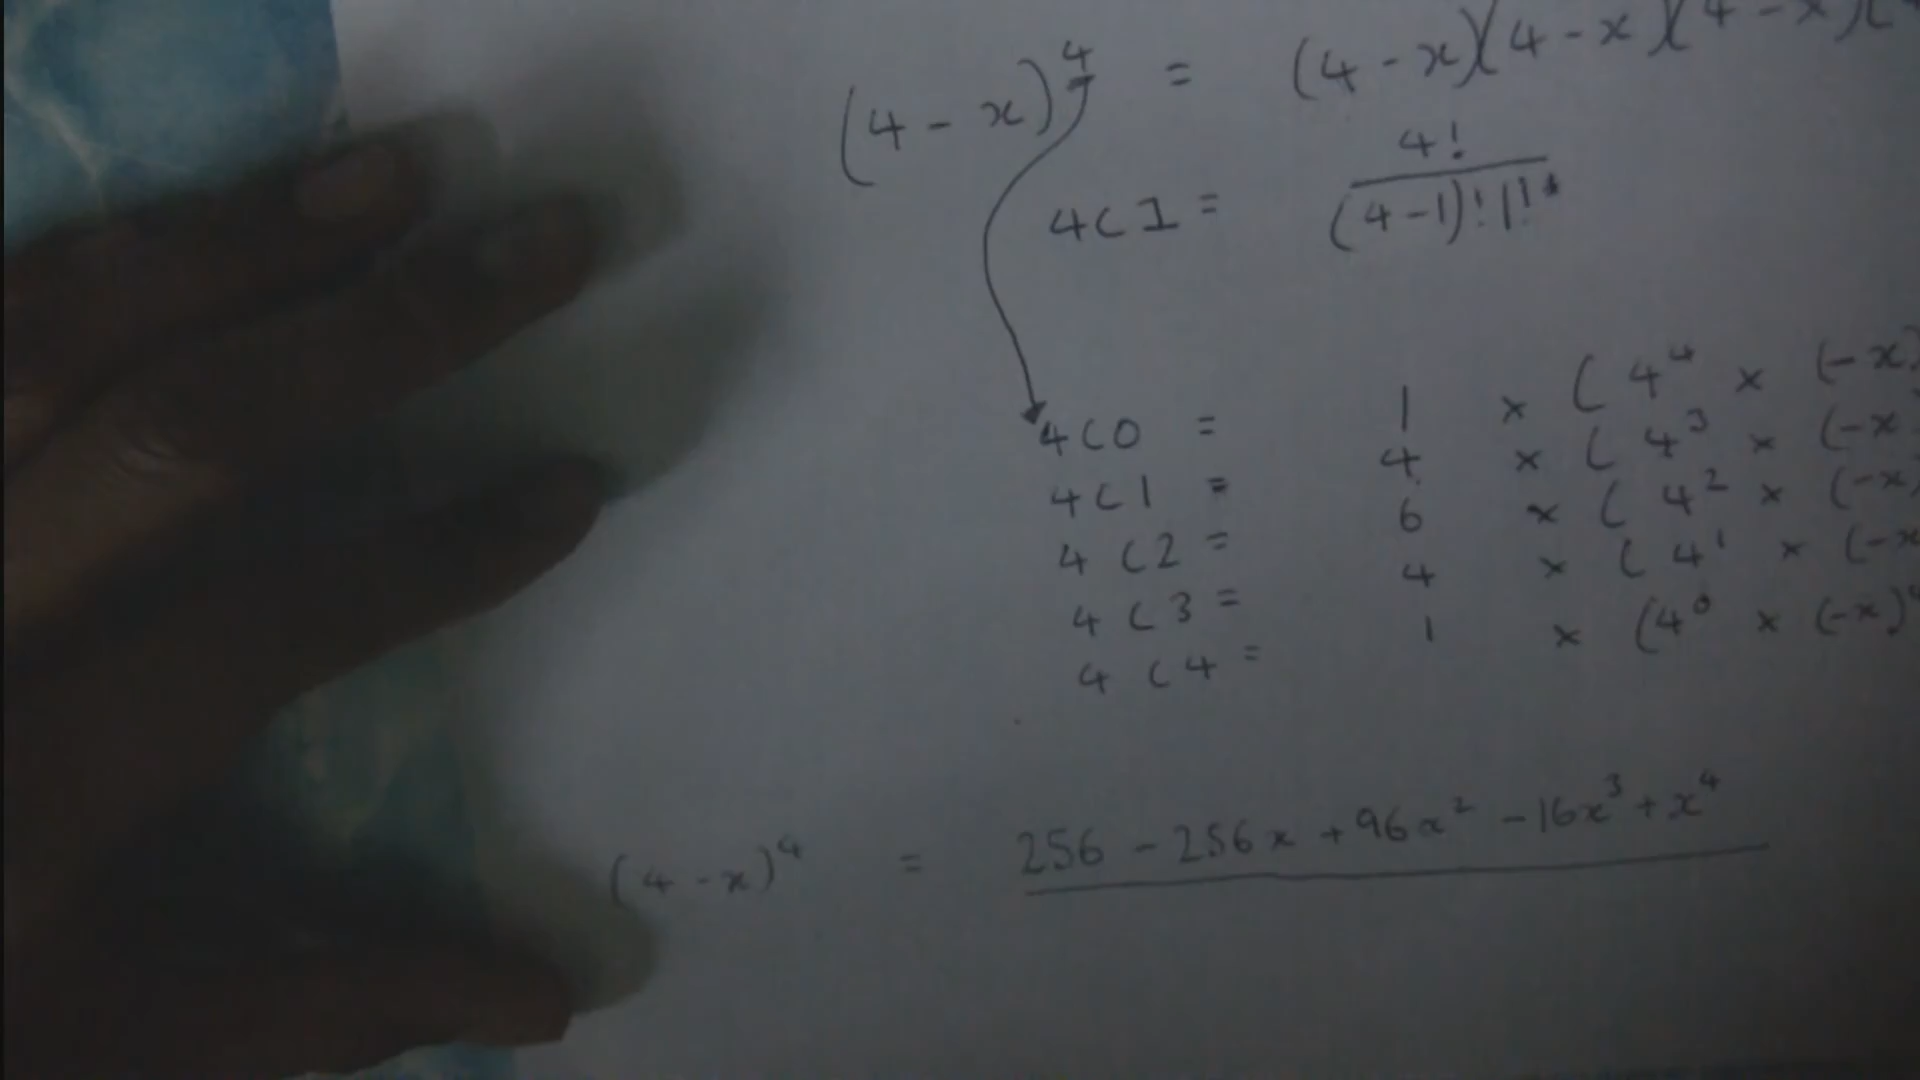 (4 - x)⁴ = (4 - x)(4 - x)(4 - x)(
4C1 = 4! / (4-1)!1!
4C0 = 1 × (4⁴ × (-x)
4C1 = 4 × (4³ × (-x)
4C2 = 6 × (4² × (-x)
4C3 = 4 × (4¹ × (-x
4C4 = 1 × (4⁰ × (-x)⁴
(4 - x)⁴ = 256 - 256x + 96x² - 16x³ + x⁴